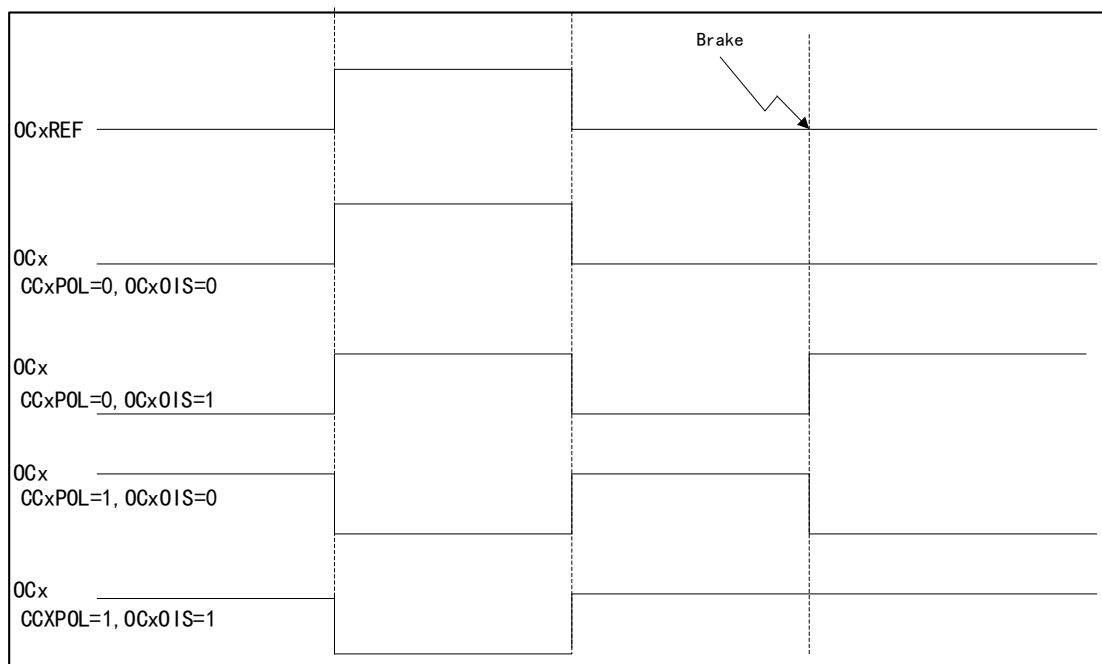 Brake
OCxREF
OCx
CCxPOL=0, OCxOIS=0
OCx
CCxPOL=0, OCxOIS=1
OCx
CCxPOL=1, OCxOIS=0
OCx
CCXPOL=1, OCxOIS=1